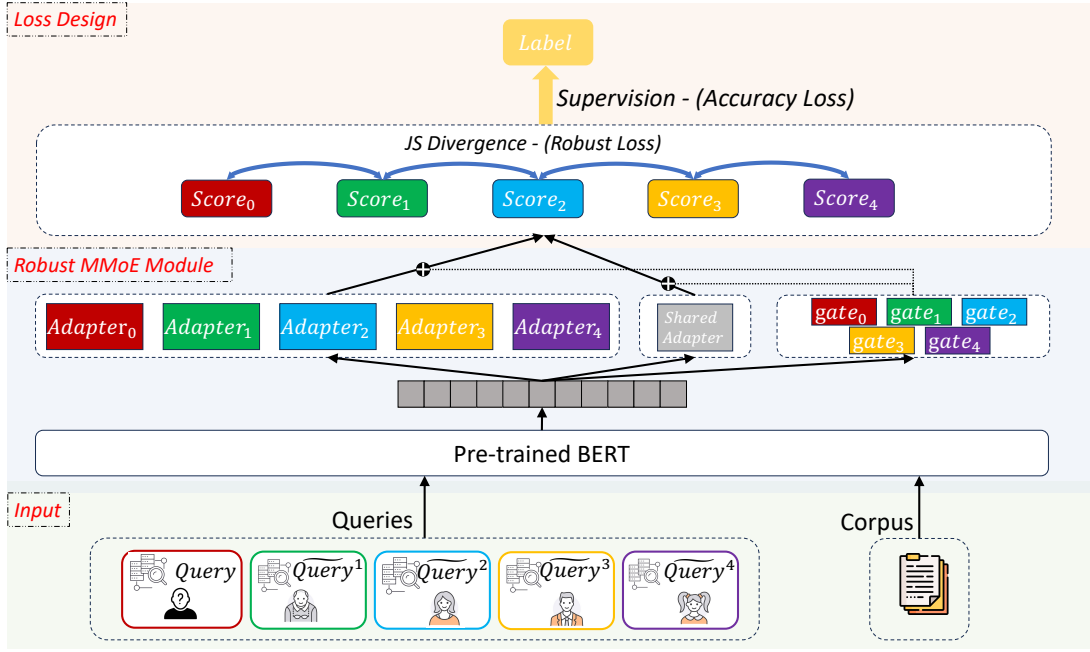 Loss Design
Label
Supervision - (Accuracy Loss)
JS Divergence - (Robust Loss)
Score₀ Score₁ Score₂ Score₃ Score₄
Robust MMoE Module
Adapter₀ Adapter₁ Adapter₂ Adapter₃ Adapter₄
Shared
Adapter
gate₀ gate₁ gate₂
gate₃ gate₄
Pre-trained BERT
Input
Queries
Corpus
Query Query¹ Query² Query³ Query⁴
?